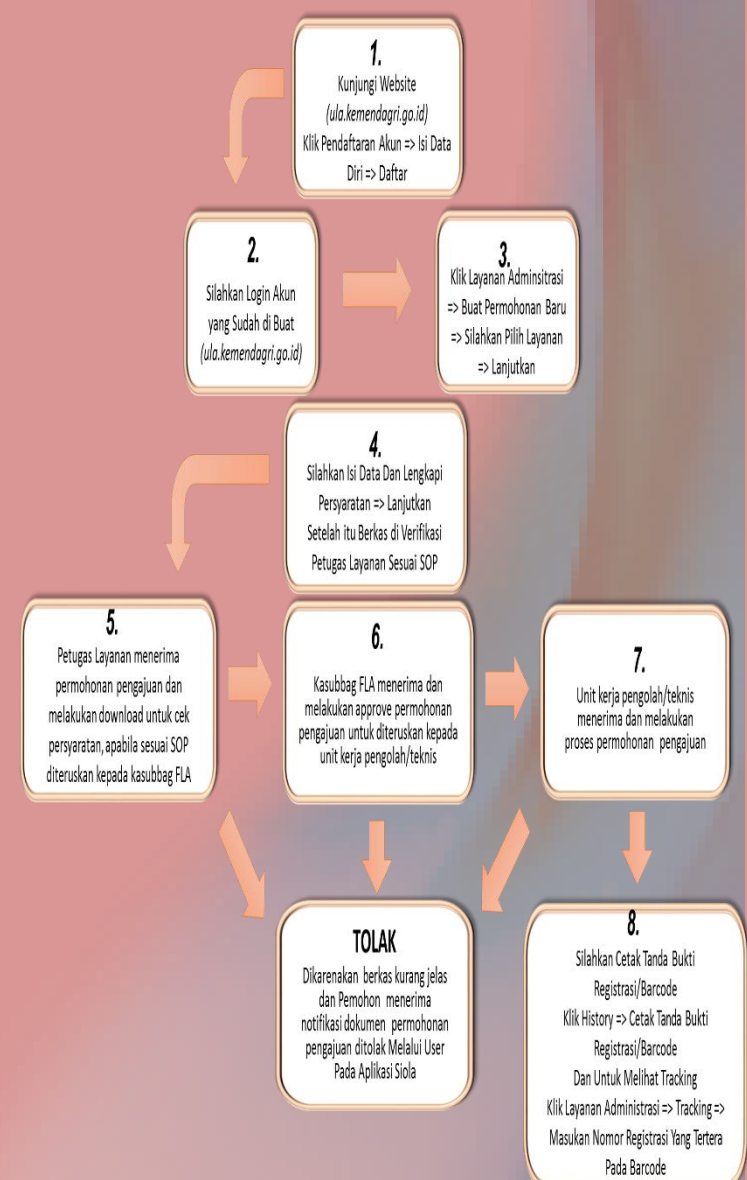 1.
Kunjungi Website
(ula.kemendagri.go.id)
Klik Pendaftaran Akun => Isi Data
Diri => Daftar
2.
Silahkan Login Akun
yang Sudah di Buat
(ula.kemendagri.go.id)
3.
Klik Layanan Adminsitrasi
=> Buat Permohonan Baru
=> Silahkan Pilih Layanan
=> Lanjutkan
4.
Silahkan Isi Data Dan Lengkapi
Persyaratan => Lanjutkan
Setelah itu Berkas di Verifikasi
Petugas Layanan Sesuai SOP
5.
Petugas Layanan menerima
permohonan pengajuan dan
melakukan download untuk cek
persyaratan, apabila sesuai SOP
diteruskan kepada kasubbag FLA
6.
Kasubbag FLA menerima dan
melakukan approve permohonan
pengajuan untuk diteruskan kepada
unit kerja pengolah/teknis
7.
Unit kerja pengolah/teknis
menerima dan melakukan
proses permohonan pengajuan
TOLAK
Dikarenakan berkas kurang jelas
dan Pemohon menerima
notifikasi dokumen permohonan
pengajuan ditolak Melalui User
Pada Aplikasi Siola
8.
Silahkan Cetak Tanda Bukti
Registrasi/Barcode
Klik History => Cetak Tanda Bukti
Registrasi/Barcode
Dan Untuk Melihat Tracking
Klik Layanan Administrasi => Tracking =>
Masukan Nomor Registrasi Yang Tertera
Pada Barcode